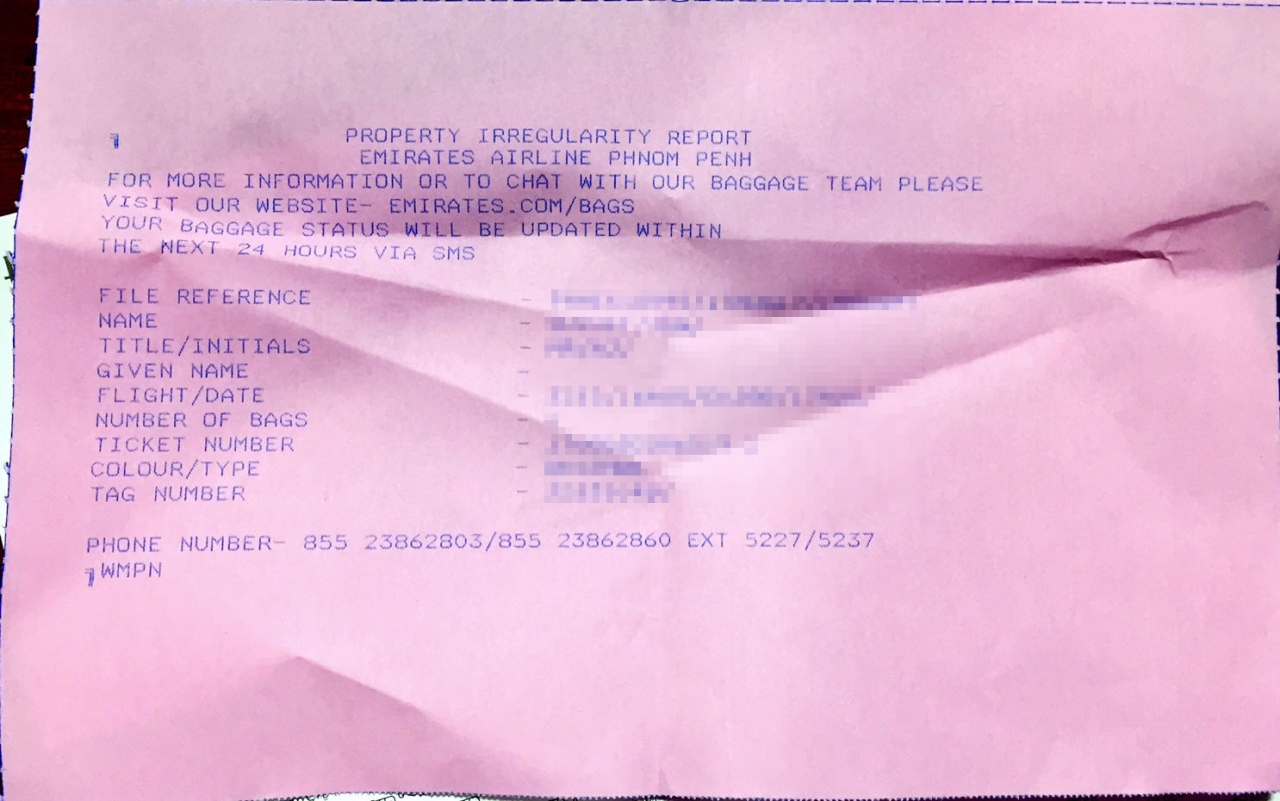 PROPERTY IRREGULARITY REPORT
EMIRATES AIRLINE PHNOM PENH
FOR MORE INFORMATION OR TO CHAT WITH OUR BAGGAGE TEAM PLEASE
VISIT OUR WEBSITE- EMIRATES.COM/BAGS
YOUR BAGGAGE STATUS WILL BE UPDATED WITHIN
THE NEXT 24 HOURS VIA SMS
FILE REFERENCE -
NAME -
TITLE/INITIALS -
GIVEN NAME -
FLIGHT/DATE -
NUMBER OF BAGS -
TICKET NUMBER -
COLOUR/TYPE -
TAG NUMBER -
PHONE NUMBER- 855 23862803/855 23862860 EXT 5227/5237
WMPN